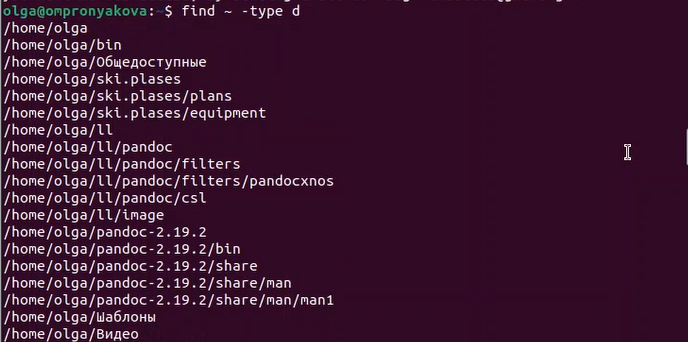 olga@ompronyakova:~$ find ~ -type d
/home/olga
/home/olga/bin
/home/olga/Общедоступные
/home/olga/ski.plases
/home/olga/ski.plases/plans
/home/olga/ski.plases/equipment
/home/olga/ll
/home/olga/ll/pandoc
/home/olga/ll/pandoc/filters
/home/olga/ll/pandoc/filters/pandocxnos
/home/olga/ll/pandoc/csl
/home/olga/ll/image
/home/olga/pandoc-2.19.2
/home/olga/pandoc-2.19.2/bin
/home/olga/pandoc-2.19.2/share
/home/olga/pandoc-2.19.2/share/man
/home/olga/pandoc-2.19.2/share/man/man1
/home/olga/Шаблоны
/home/olga/Видео